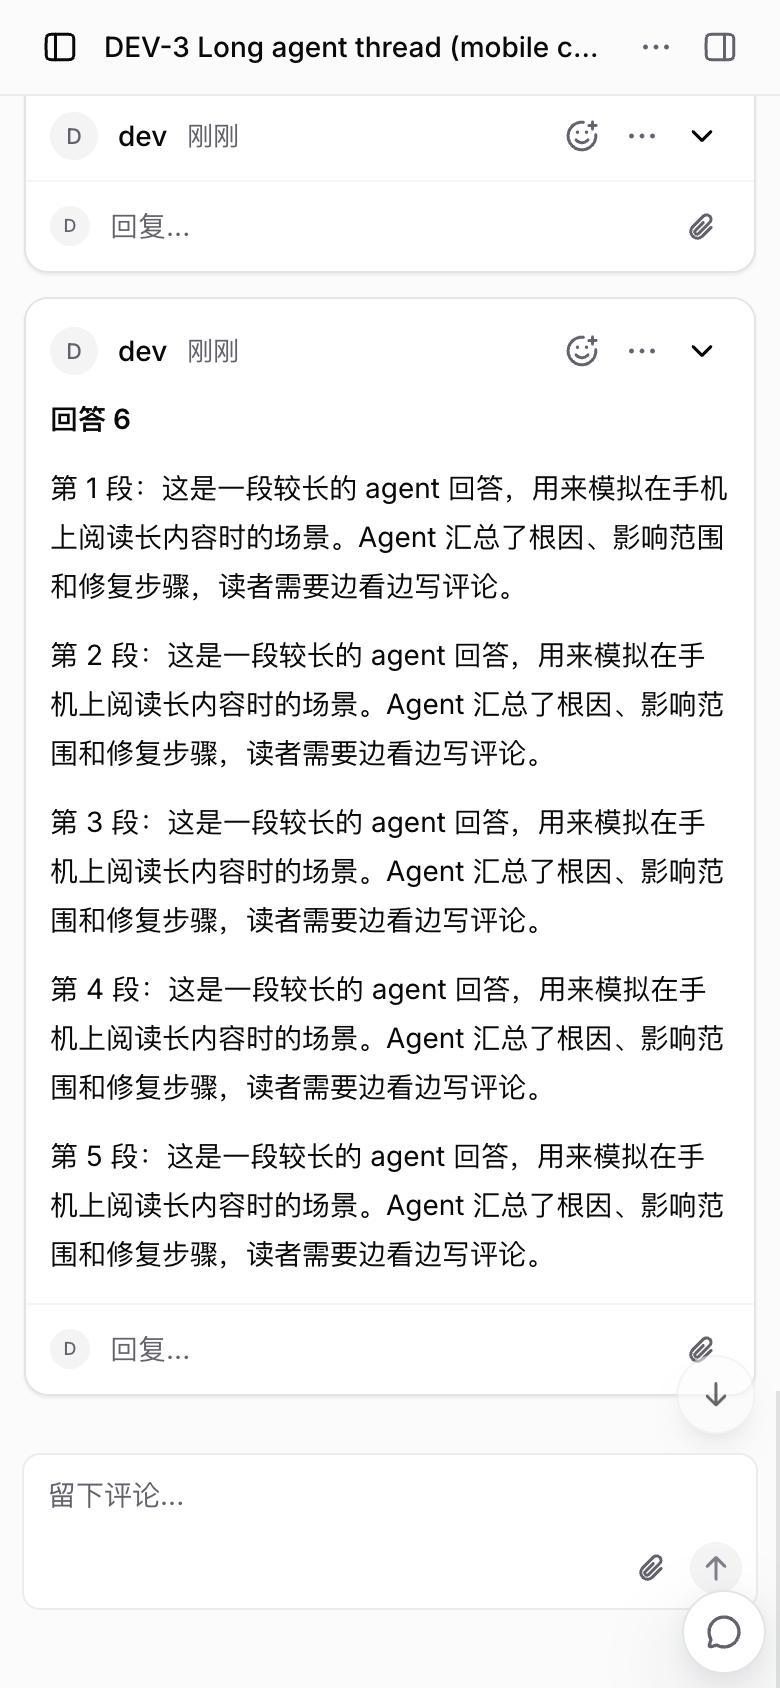 DEV-3 Long agent thread (mobile c...
D dev 刚刚
D 回复...
D dev 刚刚
回答 6
第 1 段：这是一段较长的 agent 回答，用来模拟在手机
上阅读长内容时的场景。Agent 汇总了根因、影响范围
和修复步骤，读者需要边看边写评论。
第 2 段：这是一段较长的 agent 回答，用来模拟在手
机上阅读长内容时的场景。Agent 汇总了根因、影响范
围和修复步骤，读者需要边看边写评论。
第 3 段：这是一段较长的 agent 回答，用来模拟在手
机上阅读长内容时的场景。Agent 汇总了根因、影响范
围和修复步骤，读者需要边看边写评论。
第 4 段：这是一段较长的 agent 回答，用来模拟在手
机上阅读长内容时的场景。Agent 汇总了根因、影响范
围和修复步骤，读者需要边看边写评论。
第 5 段：这是一段较长的 agent 回答，用来模拟在手
机上阅读长内容时的场景。Agent 汇总了根因、影响范
围和修复步骤，读者需要边看边写评论。
D 回复...
留下评论...